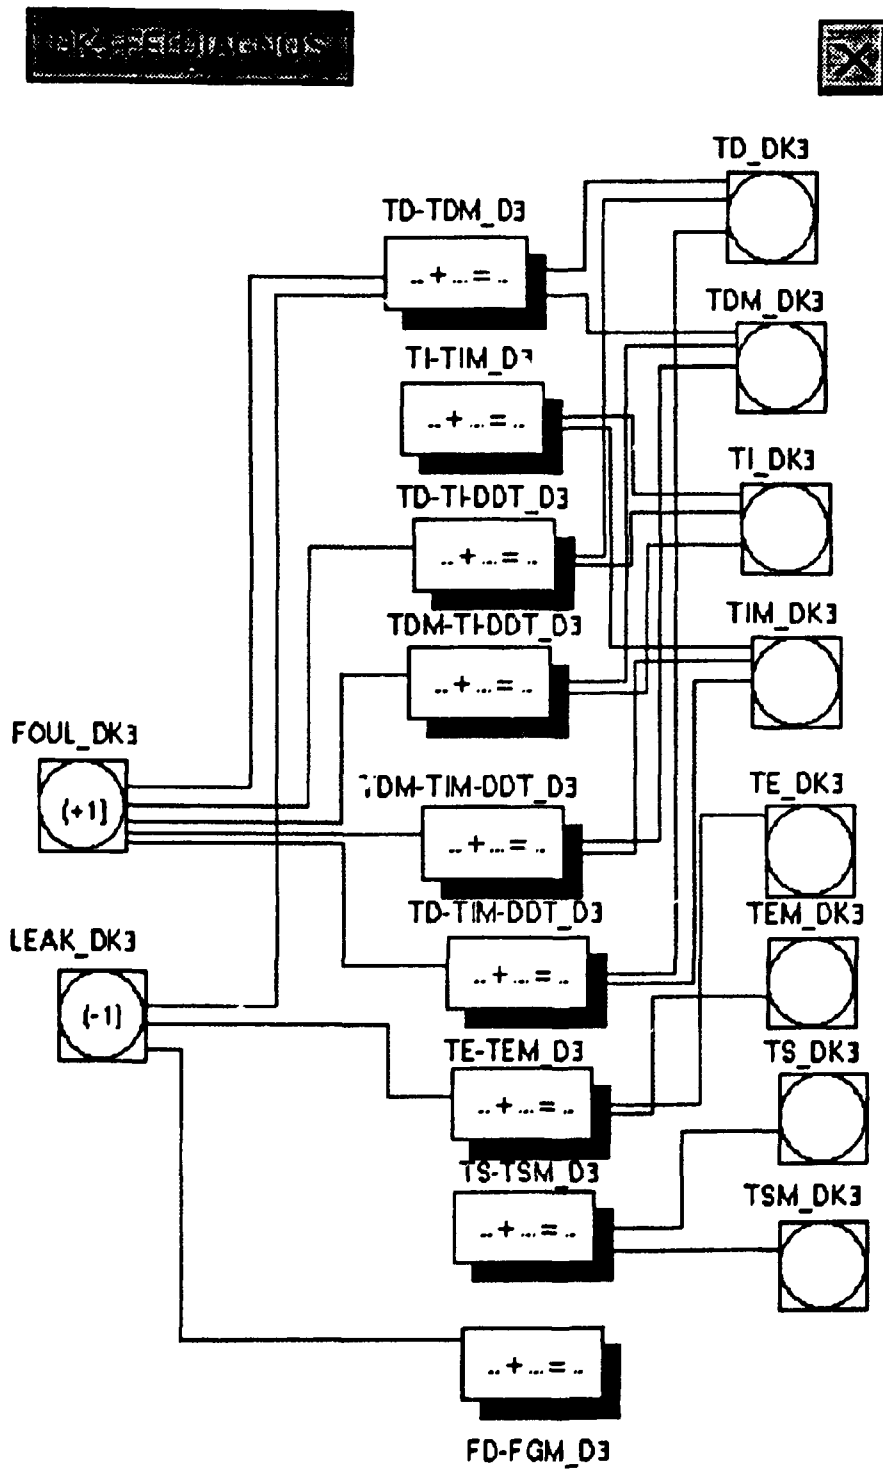 TD_DK3
TD-TDM_D3
.. + ... = ..
TDM_DK3
TI-TIM_D3
.. + ... = ..
TI_DK3
TD-TI-DDT_D3
.. + ... = ..
TIM_DK3
TDM-TI-DDT_D3
.. + ... = ..
FOUL_DK3
(+1)
TDM-TIM-DDT_D3
.. + ... = ..
TE_DK3
TD-TIM-DDT_D3
.. + ... = ..
TEM_DK3
LEAK_DK3
(-1)
TE-TEM_D3
.. + ... = ..
TS_DK3
TS-TSM_D3
.. + ... = ..
TSM_DK3
.. + ... = ..
FD-FGM_D3